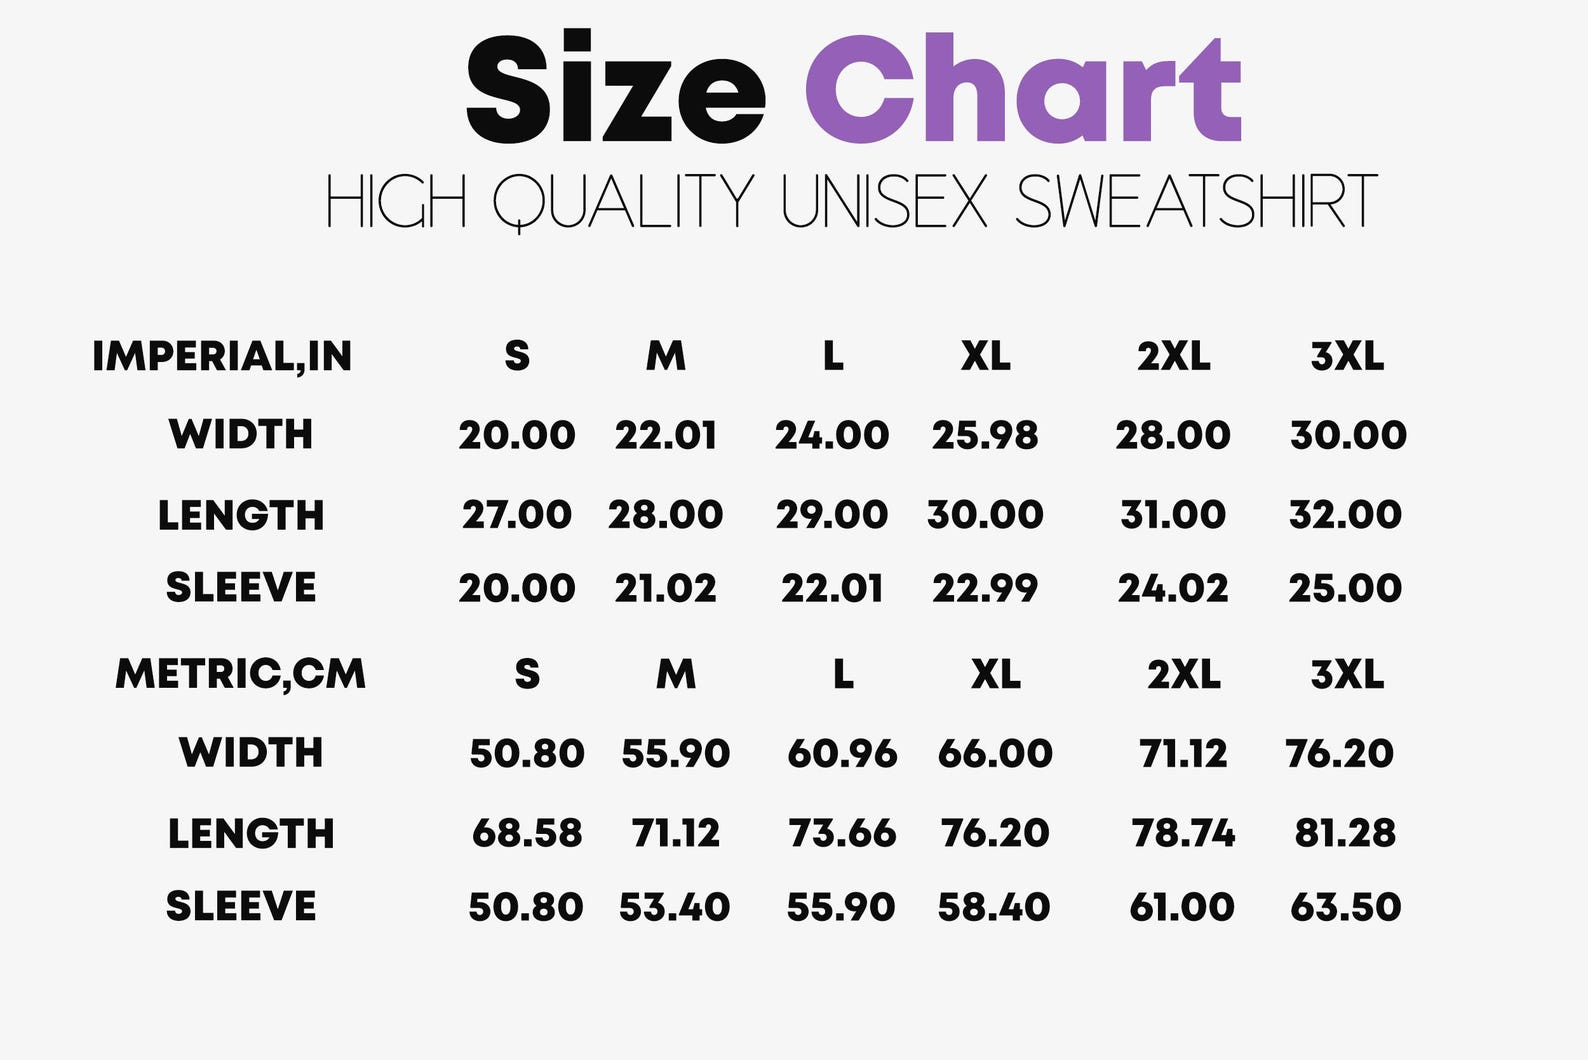 Size Chart
HIGH QUALITY UNISEX SWEATSHIRT
IMPERIAL,IN S M L XL 2XL 3XL
WIDTH 20.00 22.01 24.00 25.98 28.00 30.00
LENGTH 27.00 28.00 29.00 30.00 31.00 32.00
SLEEVE 20.00 21.02 22.01 22.99 24.02 25.00
METRIC,CM S M L XL 2XL 3XL
WIDTH 50.80 55.90 60.96 66.00 71.12 76.20
LENGTH 68.58 71.12 73.66 76.20 78.74 81.28
SLEEVE 50.80 53.40 55.90 58.40 61.00 63.50